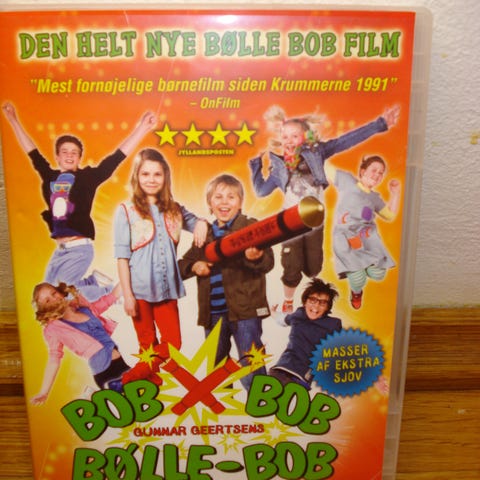 DEN HELT NYE BØLLE BOB FILM
"Mest fornøjelige børnefilm siden Krummerne 1991"
- OnFilm
JYLLANDSPOSTEN
MASSER
AF EKSTRA
SJOV
BOB BOB
GUNNAR GEERTSENS
BØLLE-BOB